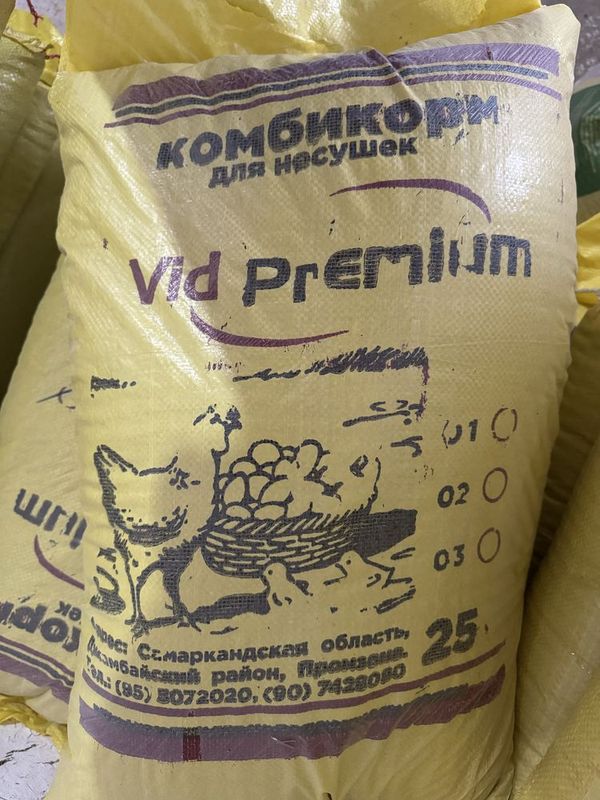 комбикорм
для несушек
Vid Premium
01
02
03
25
Адрес: Самаркандская область,
Джамбайский район, Промзона.
Тел.: (95) 5072020, (90) 7428080